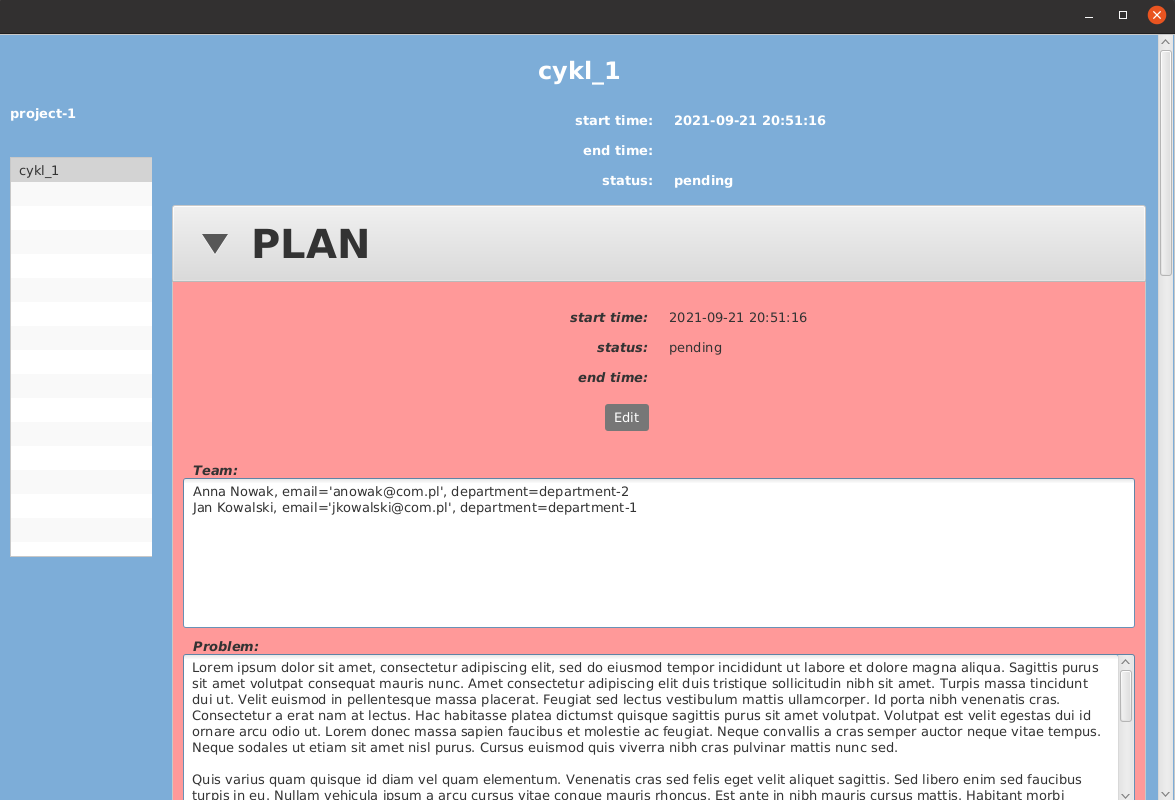 cykl_1
project-1
start time: 2021-09-21 20:51:16
end time:
status: pending
cykl_1
PLAN
start time: 2021-09-21 20:51:16
status: pending
end time:
Edit
Team:
Anna Nowak, email='anowak@com.pl', department=department-2
Jan Kowalski, email='jkowalski@com.pl', department=department-1
Problem:
Lorem ipsum dolor sit amet, consectetur adipiscing elit, sed do eiusmod tempor incididunt ut labore et dolore magna aliqua. Sagittis purus
sit amet volutpat consequat mauris nunc. Amet consectetur adipiscing elit duis tristique sollicitudin nibh sit amet. Turpis massa tincidunt
dui ut. Velit euismod in pellentesque massa placerat. Feugiat sed lectus vestibulum mattis ullamcorper. Id porta nibh venenatis cras.
Consectetur a erat nam at lectus. Hac habitasse platea dictumst quisque sagittis purus sit amet volutpat. Volutpat est velit egestas dui id
ornare arcu odio ut. Lorem donec massa sapien faucibus et molestie ac feugiat. Neque convallis a cras semper auctor neque vitae tempus.
Neque sodales ut etiam sit amet nisl purus. Cursus euismod quis viverra nibh cras pulvinar mattis nunc sed.
Quis varius quam quisque id diam vel quam elementum. Venenatis cras sed felis eget velit aliquet sagittis. Sed libero enim sed faucibus
turpis in eu. Nullam vehicula ipsum a arcu cursus vitae congue mauris rhoncus. Est ante in nibh mauris cursus mattis. Habitant morbi